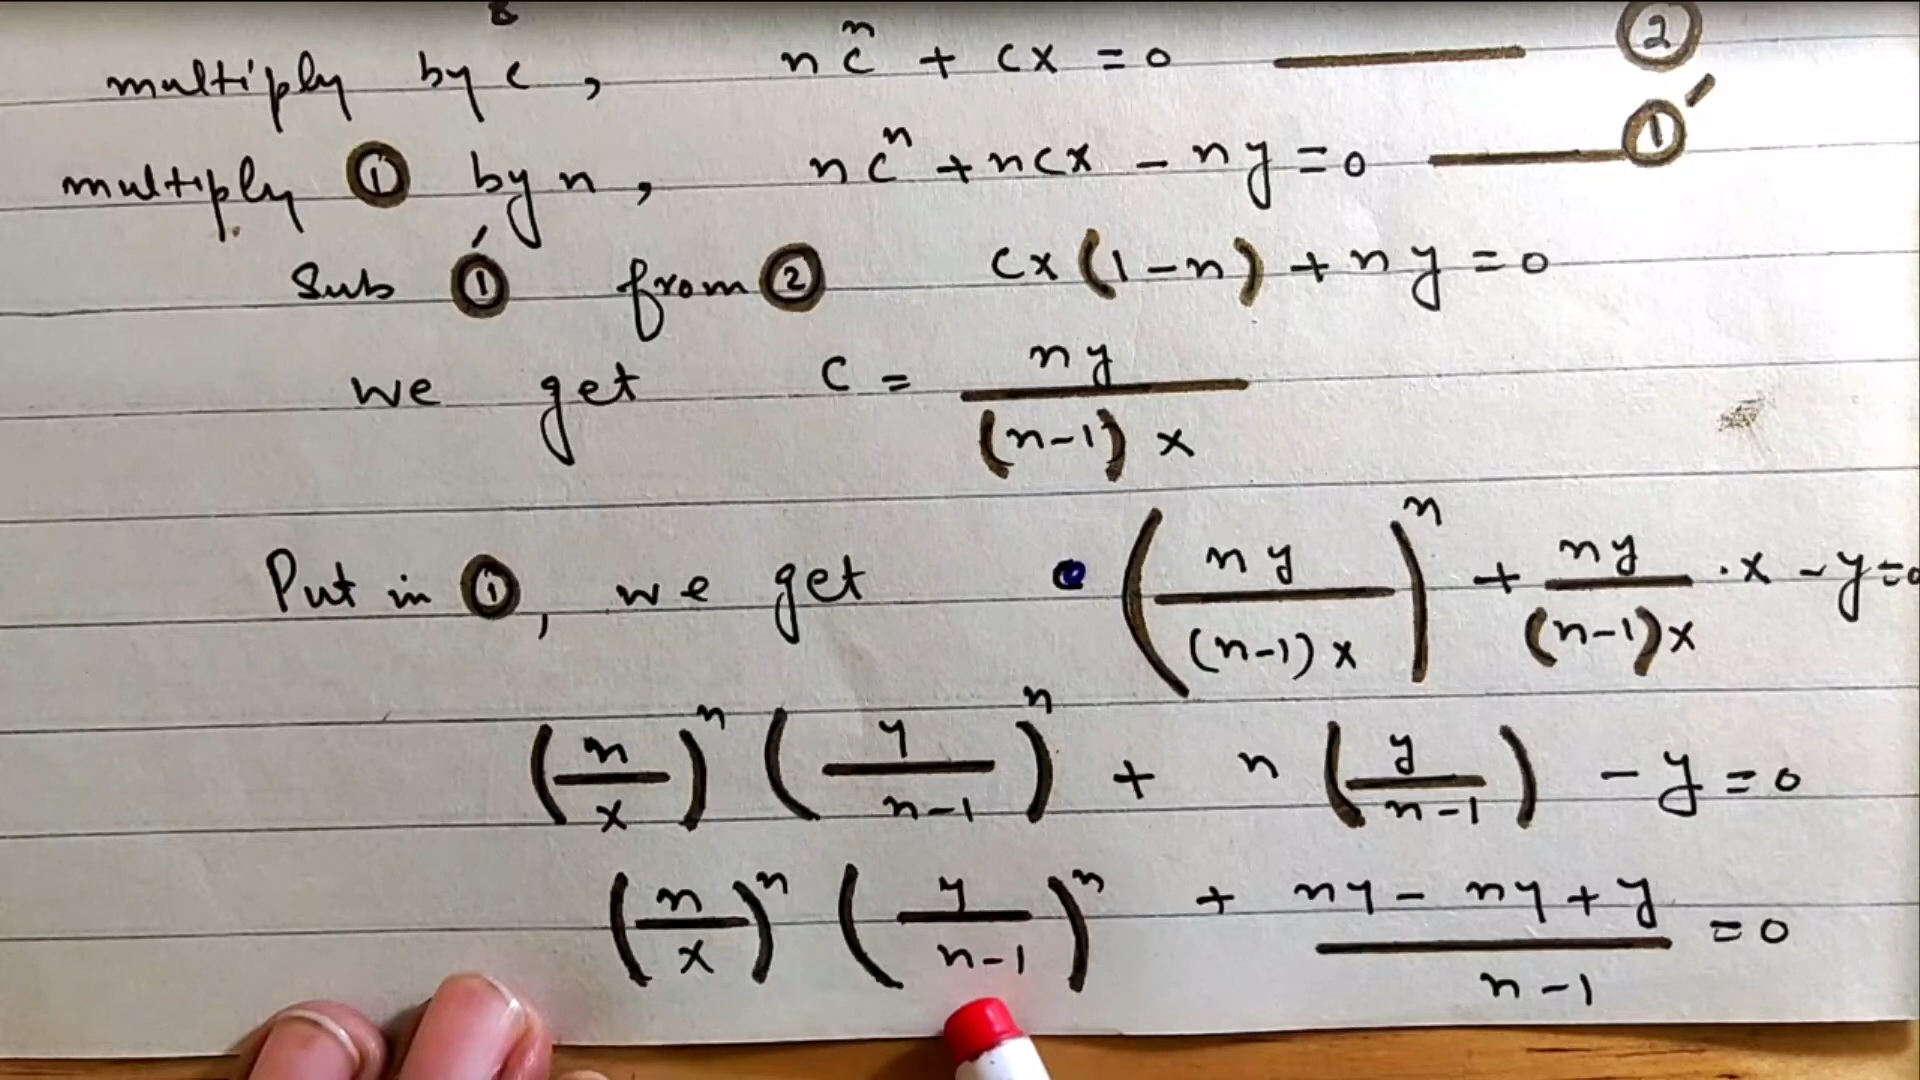 multiply by c, ncⁿ + cx = 0 ——— ②
multiply ① by n, ncⁿ + ncx - ny = 0 ——— ①′
Sub ①′ from ② cx(1-n) + ny = 0
we get c = ny/((n-1)x)
Put in ①, we get (ny/((n-1)x))ⁿ + ny/((n-1)x) · x - y = 0
(n/x)ⁿ (y/(n-1))ⁿ + n (y/(n-1)) - y = 0
(n/x)ⁿ (y/(n-1))ⁿ + (ny - ny + y)/(n-1) = 0